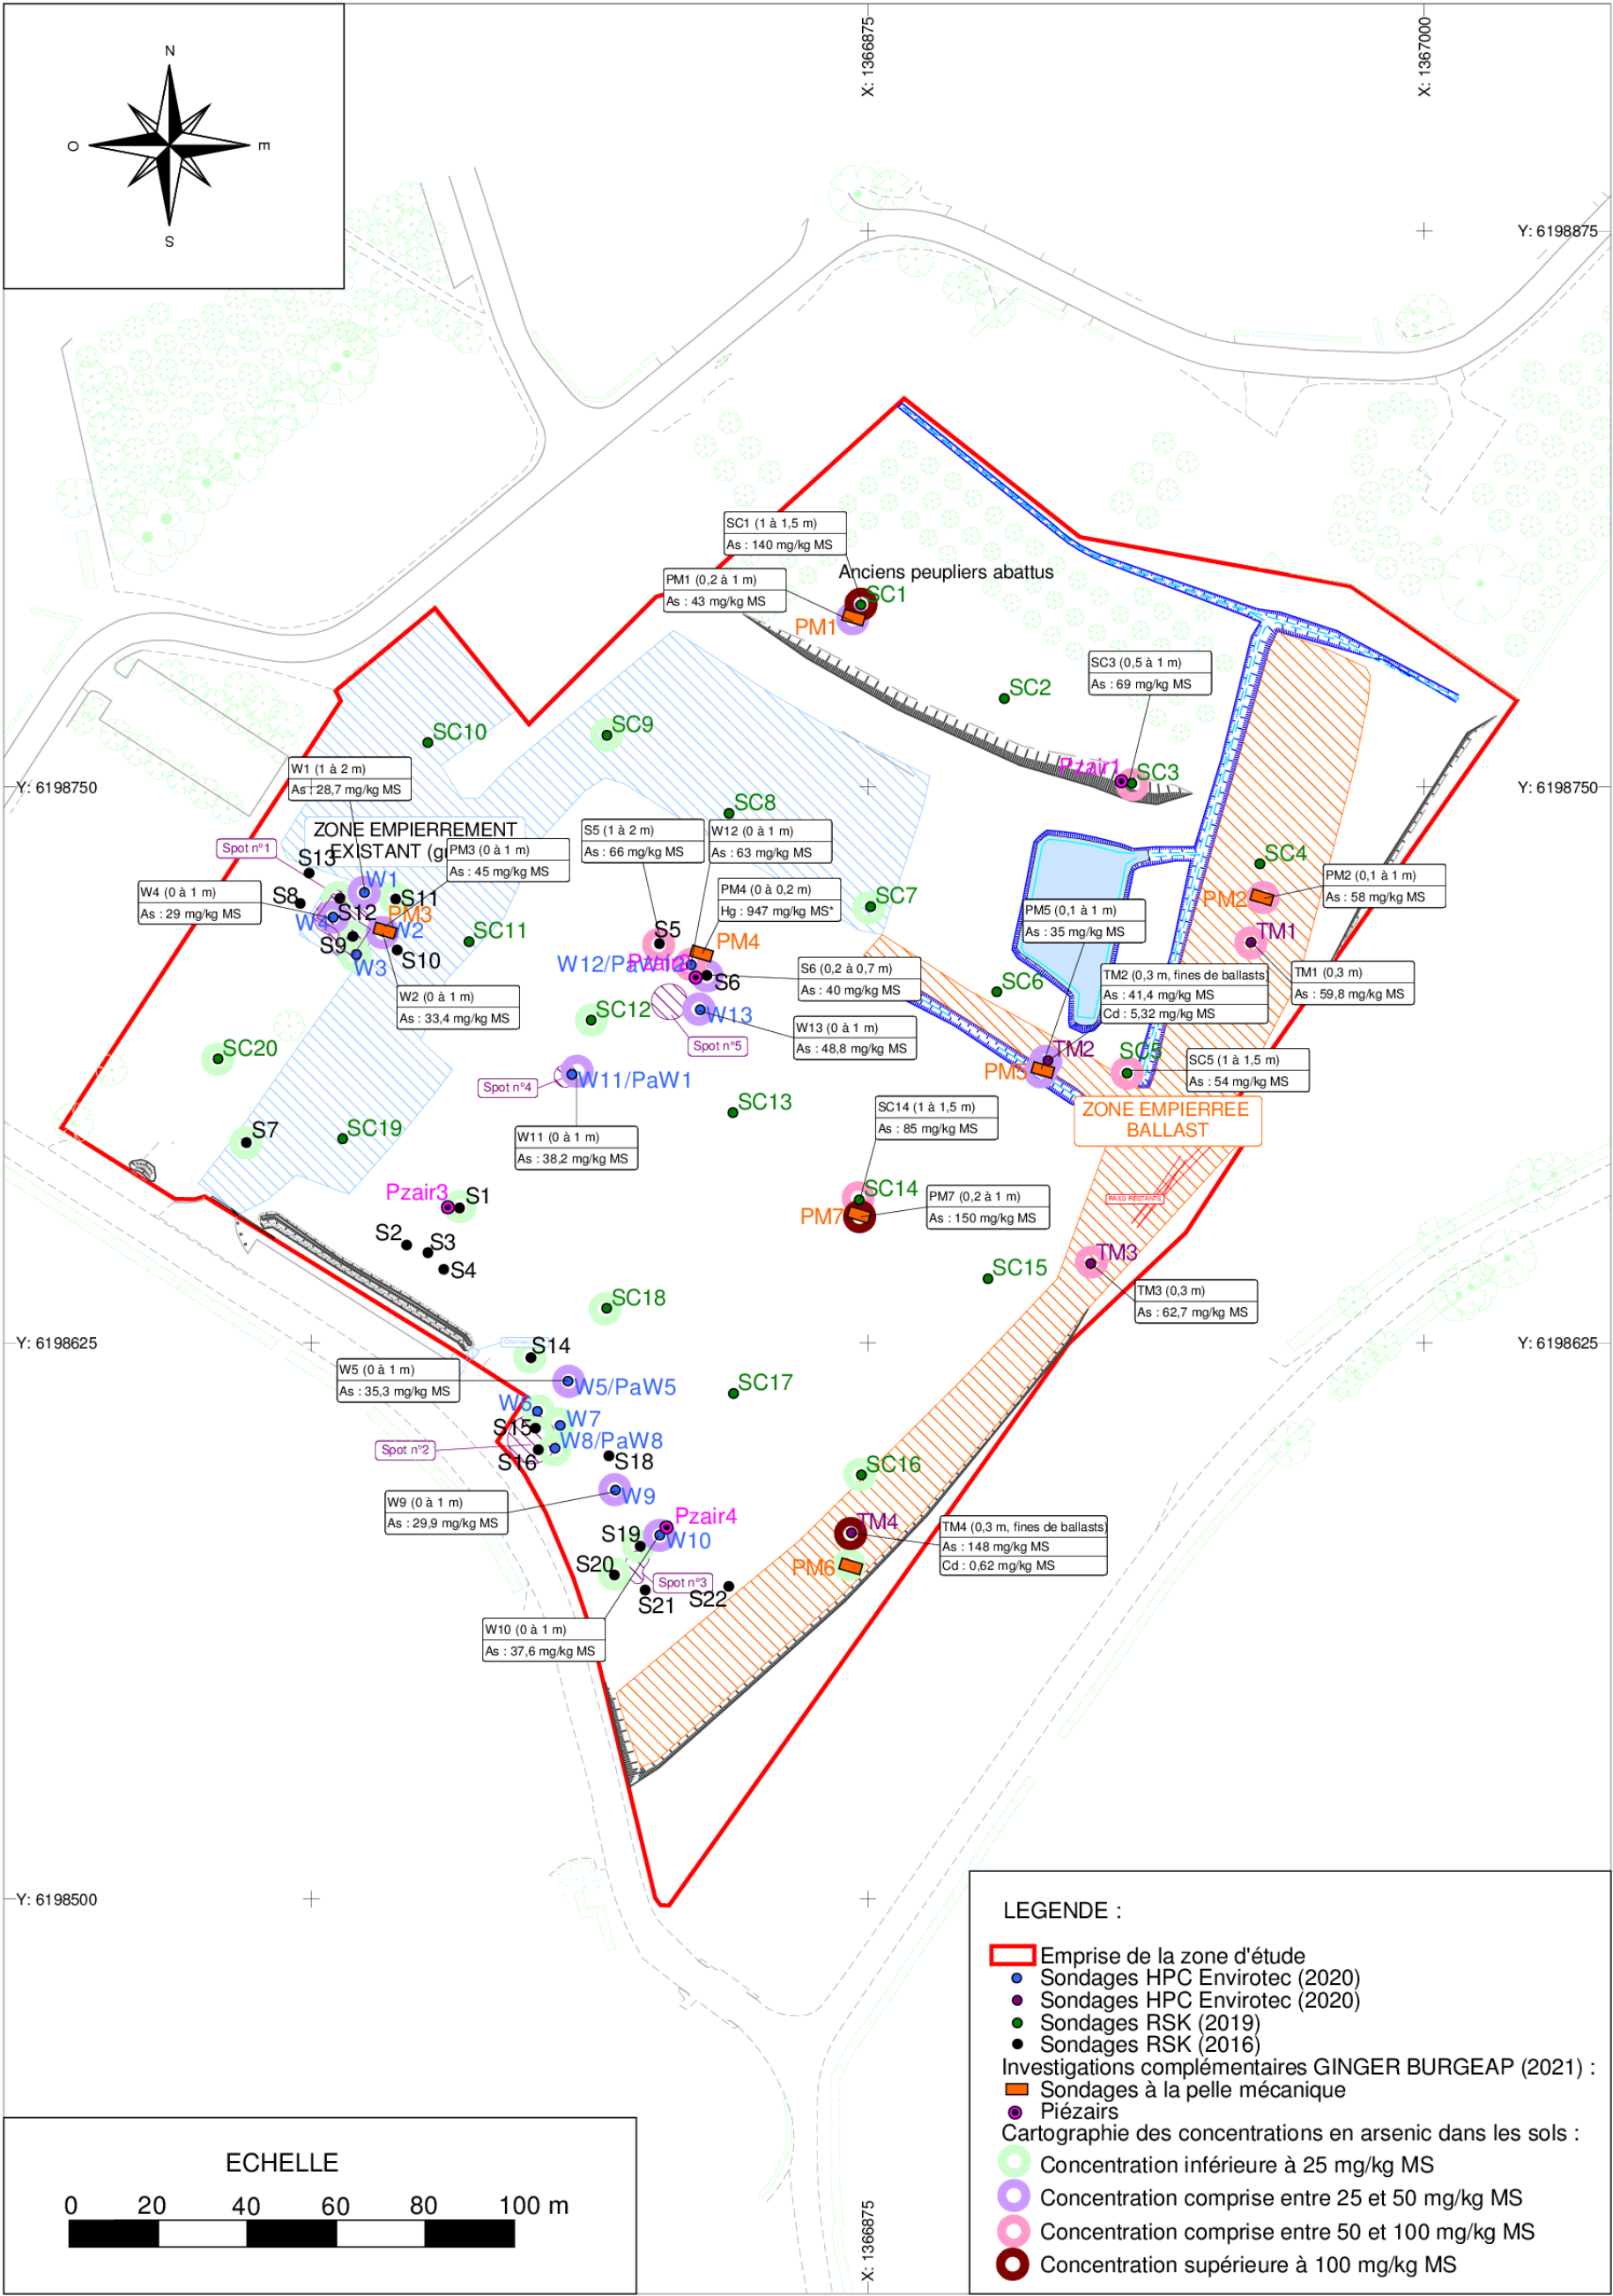 N
O
E
S
X: 1366875
X: 1367000
Y: 6198875
SC1 (1 à 1,5 m)
As : 140 mg/kg MS
Anciens peupliers abattus
PM1 (0,2 à 1 m)
As : 43 mg/kg MS
SC1
PM1
SC3 (0,5 à 1 m)
As : 69 mg/kg MS
SC2
SC10
SC9
Pzair1
SC3
W1 (1 à 2 m)
As : 28,7 mg/kg MS
Y: 6198750
Y: 6198750
SC8
ZONE EMPIERREMENT
EXISTANT
S5 (1 à 2 m)
As : 66 mg/kg MS
W12 (0 à 1 m)
As : 63 mg/kg MS
Spot n°1
S13
PM3 (0 à 1 m)
As : 45 mg/kg MS
SC4
W4 (0 à 1 m)
As : 29 mg/kg MS
S8
W1
S11
PM4 (0 à 0,2 m)
Hg : 947 mg/kg MS*
SC7
PM2
PM2 (0,1 à 1 m)
As : 58 mg/kg MS
W4
S12
PM3
W2
S9
S10
W3
SC11
S5
PM4
PM5 (0,1 à 1 m)
As : 35 mg/kg MS
TM1
W12/PaW12
Pzair2
S6
S6 (0,2 à 0,7 m)
As : 40 mg/kg MS
SC6
TM2 (0,3 m, fines de ballasts)
As : 41,4 mg/kg MS
Cd : 5,32 mg/kg MS
TM1 (0,3 m)
As : 59,8 mg/kg MS
W2 (0 à 1 m)
As : 33,4 mg/kg MS
SC12
W13
W13 (0 à 1 m)
As : 48,8 mg/kg MS
Spot n°5
SC20
TM2
SC5
PM5
SC5 (1 à 1,5 m)
As : 54 mg/kg MS
Spot n°4
W11/PaW1
SC13
SC14 (1 à 1,5 m)
As : 85 mg/kg MS
ZONE EMPIERREE
BALLAST
S7
SC19
W11 (0 à 1 m)
As : 38,2 mg/kg MS
Pzair3
S1
SC14
PM7
PM7 (0,2 à 1 m)
As : 150 mg/kg MS
RAILS RESTANTS
S2
S3
S4
SC15
TM3
TM3 (0,3 m)
As : 62,7 mg/kg MS
SC18
Y: 6198625
Y: 6198625
S14
W5 (0 à 1 m)
As : 35,3 mg/kg MS
W5/PaW5
SC17
W6
W7
S15
W8/PaW8
Spot n°2
S16
S18
SC16
W9 (0 à 1 m)
As : 29,9 mg/kg MS
W9
Pzair4
S19
W10
TM4
TM4 (0,3 m, fines de ballasts)
As : 148 mg/kg MS
Cd : 0,62 mg/kg MS
S20
PM6
Spot n°3
S21
S22
W10 (0 à 1 m)
As : 37,6 mg/kg MS
Y: 6198500
X: 1366875
LEGENDE :
Emprise de la zone d'étude
Sondages HPC Envirotec (2020)
Sondages HPC Envirotec (2020)
Sondages RSK (2019)
Sondages RSK (2016)
Investigations complémentaires GINGER BURGEAP (2021) :
Sondages à la pelle mécanique
Piézairs
Cartographie des concentrations en arsenic dans les sols :
Concentration inférieure à 25 mg/kg MS
Concentration comprise entre 25 et 50 mg/kg MS
Concentration comprise entre 50 et 100 mg/kg MS
Concentration supérieure à 100 mg/kg MS
ECHELLE
0 20 40 60 80 100 m